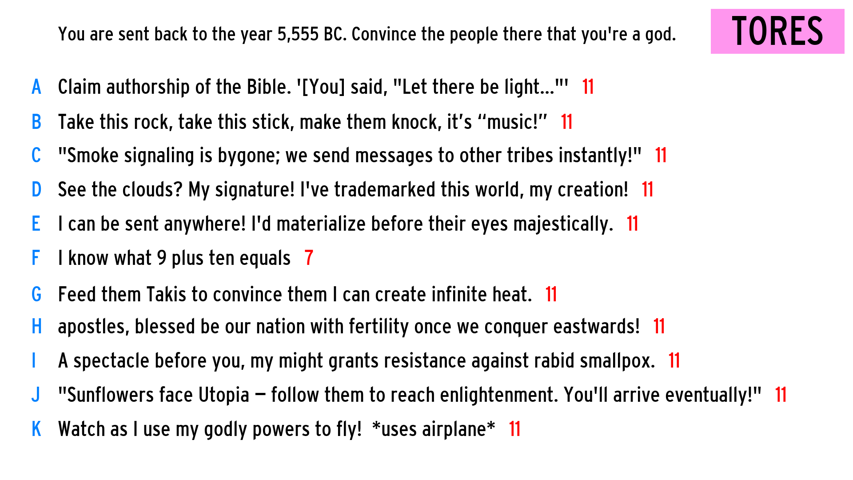 You are sent back to the year 5,555 BC. Convince the people there that you're a god.
TORES
A Claim authorship of the Bible. '[You] said, "Let there be light..."' 11
B Take this rock, take this stick, make them knock, it’s “music!” 11
C "Smoke signaling is bygone; we send messages to other tribes instantly!" 11
D See the clouds? My signature! I've trademarked this world, my creation! 11
E I can be sent anywhere! I'd materialize before their eyes majestically. 11
F I know what 9 plus ten equals 7
G Feed them Takis to convince them I can create infinite heat. 11
H apostles, blessed be our nation with fertility once we conquer eastwards! 11
I A spectacle before you, my might grants resistance against rabid smallpox. 11
J "Sunflowers face Utopia – follow them to reach enlightenment. You'll arrive eventually!" 11
K Watch as I use my godly powers to fly! *uses airplane* 11